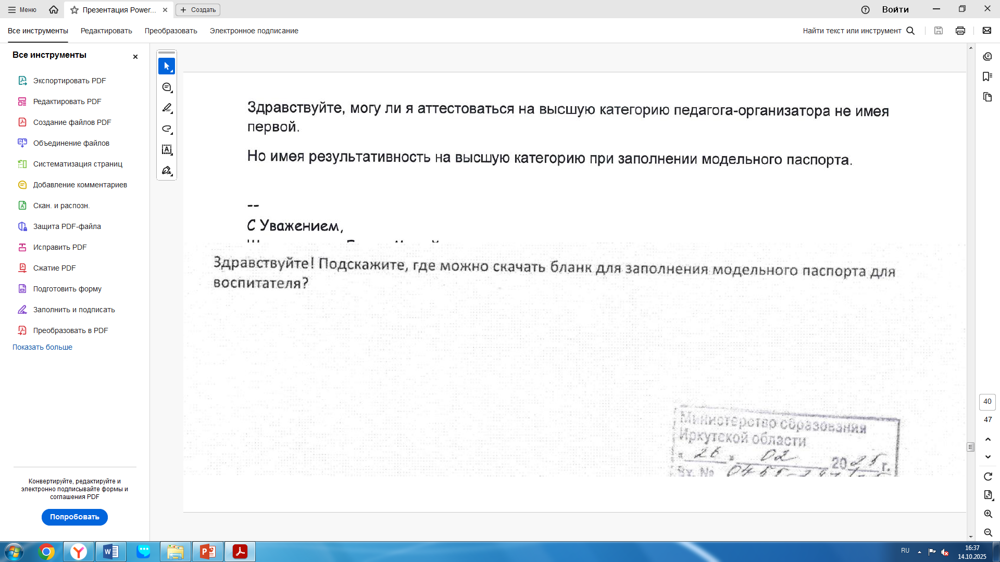 Меню
Презентация Power...
Создать
Войти
Все инструменты
Редактировать
Преобразовать
Электронное подписание
Найти текст или инструмент
Все инструменты
Экспортировать PDF
Редактировать PDF
Создание файлов PDF
Объединение файлов
Систематизация страниц
Добавление комментариев
Скан. и распозн.
Защита PDF-файла
Исправить PDF
Сжатие PDF
Подготовить форму
Заполнить и подписать
Преобразовать в PDF
Показать больше
Конвертируйте, редактируйте и
электронно подписывайте формы и
соглашения PDF
Попробовать
Здравствуйте, могу ли я аттестоваться на высшую категорию педагога-организатора не имея
первой.
Но имея результативность на высшую категорию при заполнении модельного паспорта.
--
С Уважением,
Здравствуйте! Подскажите, где можно скачать бланк для заполнения модельного паспорта для
воспитателя?
Министерство образования
Иркутской области
" 26 " 02 2025 г.
Вх. №
40
47
RU
16:37
14.10.2025